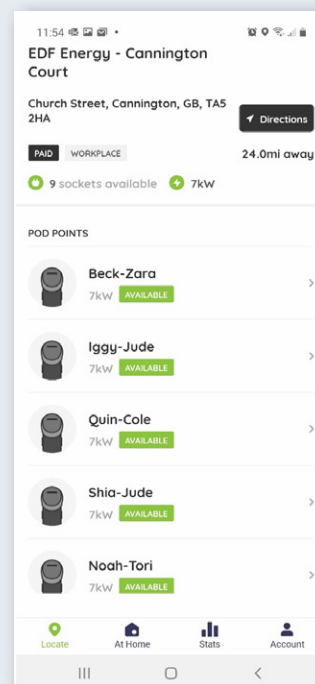 11:54
EDF Energy - Cannington
Court
Church Street, Cannington, GB, TA5
2HA
Directions
PAID WORKPLACE
24.0mi away
9 sockets available 7kW
POD POINTS
Beck-Zara
7kW AVAILABLE
Iggy-Jude
7kW AVAILABLE
Quin-Cole
7kW AVAILABLE
Shia-Jude
7kW AVAILABLE
Noah-Tori
7kW AVAILABLE
Locate At Home Stats Account